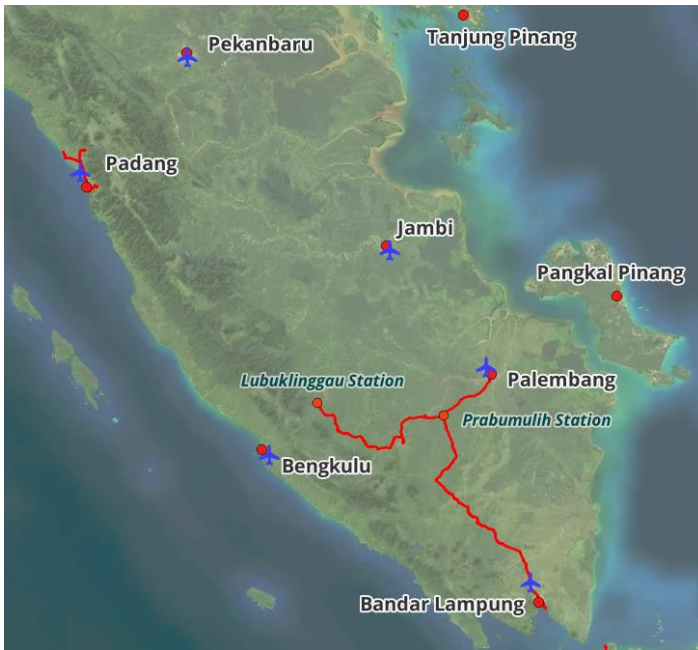 Tanjung Pinang
Pekanbaru
Padang
Jambi
Pangkal Pinang
Lubuklinggau Station
Palembang
Prabumulih Station
Bengkulu
Bandar Lampung